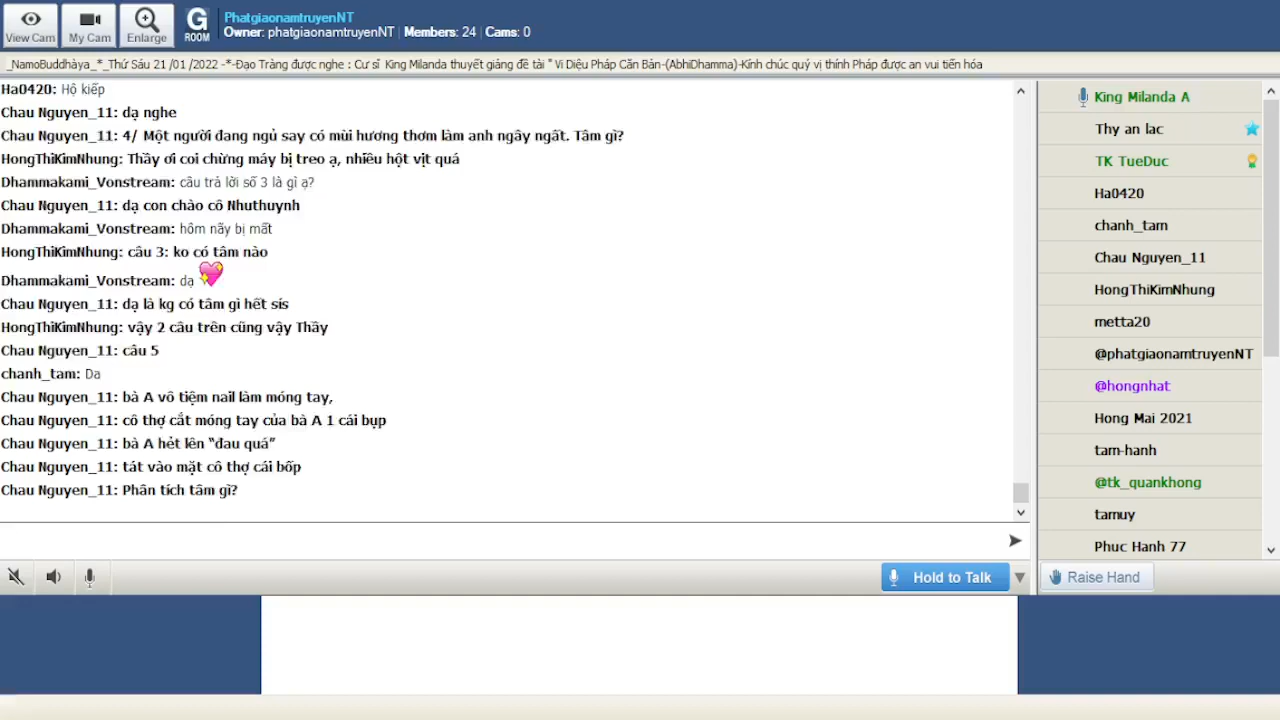 View Cam
My Cam
Enlarge
G
ROOM
PhatgiaonamtruyenNT
Owner: phatgiaonamtruyenNT | Members: 24 | Cams: 0
_NamoBuddhàya_*_Thứ Sáu 21 /01 /2022 -*-Đạo Tràng được nghe : Cư sĩ King Milanda thuyết giảng đề tài " Vi Diệu Pháp Căn Bản-(AbhiDhamma)-Kính chúc quý vị thính Pháp được an vui tiến hóa
Ha0420: Hộ kiếp
Chau Nguyen_11: dạ nghe
Chau Nguyen_11: 4/ Một người đang ngủ say có mùi hương thơm làm anh ngây ngất. Tâm gì?
HongThiKimNhung: Thầy ơi coi chừng máy bị treo ạ, nhiều hột vịt quá
Dhammakami_Vonstream: câu trả lời số 3 là gì ạ?
Chau Nguyen_11: dạ con chào cô Nhuthuynh
Dhammakami_Vonstream: hôm nãy bị mất
HongThiKimNhung: câu 3: ko có tâm nào
Dhammakami_Vonstream: dạ
Chau Nguyen_11: dạ là kg có tâm gì hết sis
HongThiKimNhung: vậy 2 câu trên cũng vậy Thầy
Chau Nguyen_11: câu 5
chanh_tam: Da
Chau Nguyen_11: bà A vô tiệm nail làm móng tay,
Chau Nguyen_11: cô thợ cắt móng tay của bà A 1 cái bụp
Chau Nguyen_11: bà A hét lên “đau quá”
Chau Nguyen_11: tát vào mặt cô thợ cái bốp
Chau Nguyen_11: Phân tích tâm gì?
King Milanda A
Thy an lac
TK TueDuc
Ha0420
chanh_tam
Chau Nguyen_11
HongThiKimNhung
metta20
@phatgiaonamtruyenNT
@hongnhat
Hong Mai 2021
tam-hanh
@tk_quankhong
tamuy
Phuc Hanh 77
Hold to Talk
Raise Hand